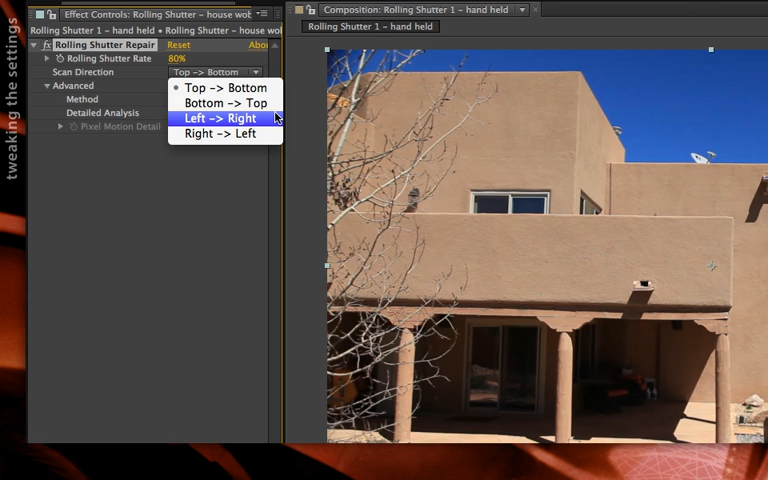 tweaking the settings
Effect Controls: Rolling Shutter – house wob
Rolling Shutter 1 – hand held • Rolling Shutter – house wob
fx Rolling Shutter Repair Reset Abou
Rolling Shutter Rate 80%
Scan Direction Top -> Bottom
Advanced
Method
Detailed Analysis
Pixel Motion Detail
Top -> Bottom
Bottom -> Top
Left -> Right
Right -> Left
Composition: Rolling Shutter 1 – hand held
Rolling Shutter 1 – hand held